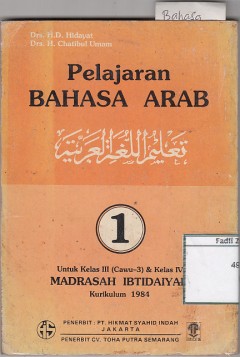 Bahasa
Drs. H.D. Hidayat
Drs. H. Chatibul Umam
Pelajaran
BAHASA ARAB
تعليم اللغة العربية
1
Untuk Kelas III (Cawu-3) & Kelas IV
MADRASAH IBTIDAIYAH
Kurikulum 1984
Fadli Z
PENERBIT : PT. HIKMAT SYAHID INDAH
JAKARTA
PENERBIT CV. TOHA PUTRA SEMARANG